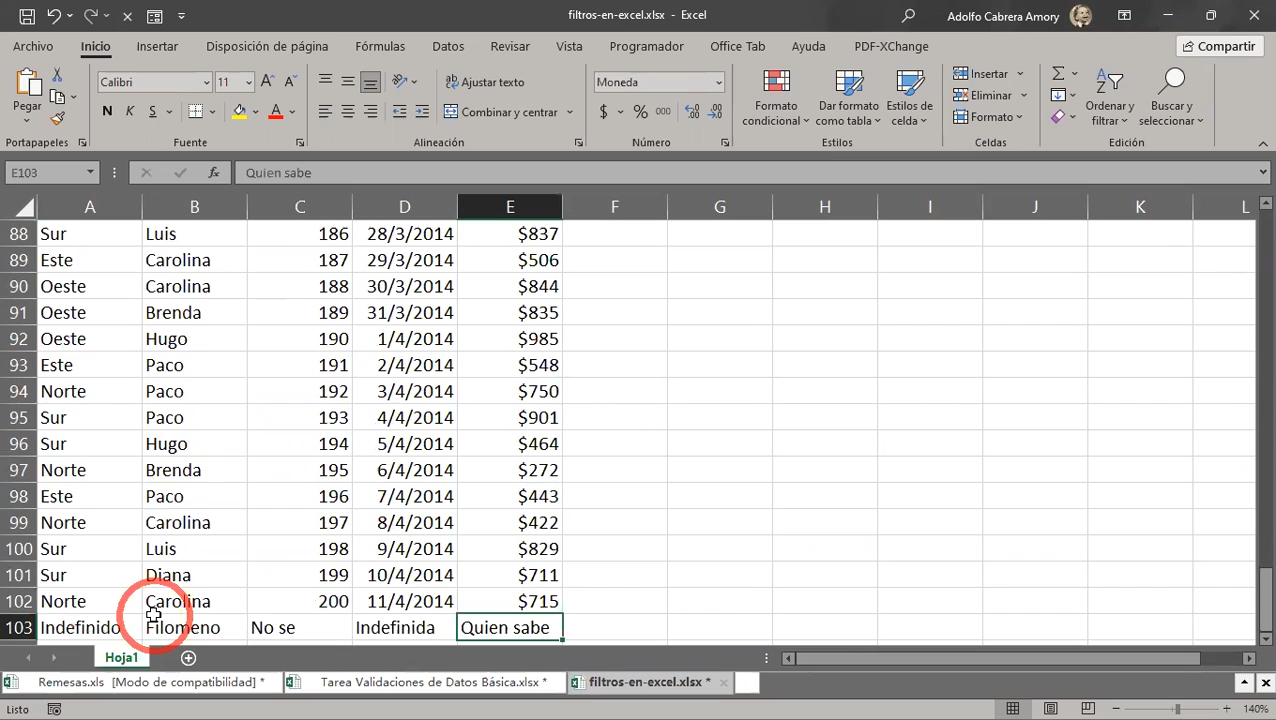 filtros-en-excel.xlsx - Excel
Adolfo Cabrera Amory
Archivo Inicio Insertar Disposición de página Fórmulas Datos Revisar Vista Programador Office Tab Ayuda PDF-XChange Compartir
Pegar
Calibri 11
N K S
Ajustar texto
Combinar y centrar
Moneda
$ % 000
Formato condicional
Dar formato como tabla
Estilos de celda
Insertar
Eliminar
Formato
Ordenar y filtrar
Buscar y seleccionar
Portapapeles Fuente Alineación Número Estilos Celdas Edición
E103 fx Quien sabe
A B C D E F G H I J K L
88 Sur Luis 186 28/3/2014 $837
89 Este Carolina 187 29/3/2014 $506
90 Oeste Carolina 188 30/3/2014 $844
91 Oeste Brenda 189 31/3/2014 $835
92 Oeste Hugo 190 1/4/2014 $985
93 Este Paco 191 2/4/2014 $548
94 Norte Paco 192 3/4/2014 $750
95 Sur Paco 193 4/4/2014 $901
96 Sur Hugo 194 5/4/2014 $464
97 Norte Brenda 195 6/4/2014 $272
98 Este Paco 196 7/4/2014 $443
99 Norte Carolina 197 8/4/2014 $422
100 Sur Luis 198 9/4/2014 $829
101 Sur Diana 199 10/4/2014 $711
102 Norte Carolina 200 11/4/2014 $715
103 Indefinido Filomeno No se Indefinida Quien sabe
Hoja1
Remesas.xls [Modo de compatibilidad] * Tarea Validaciones de Datos Básica.xlsx * filtros-en-excel.xlsx *
Listo 140%